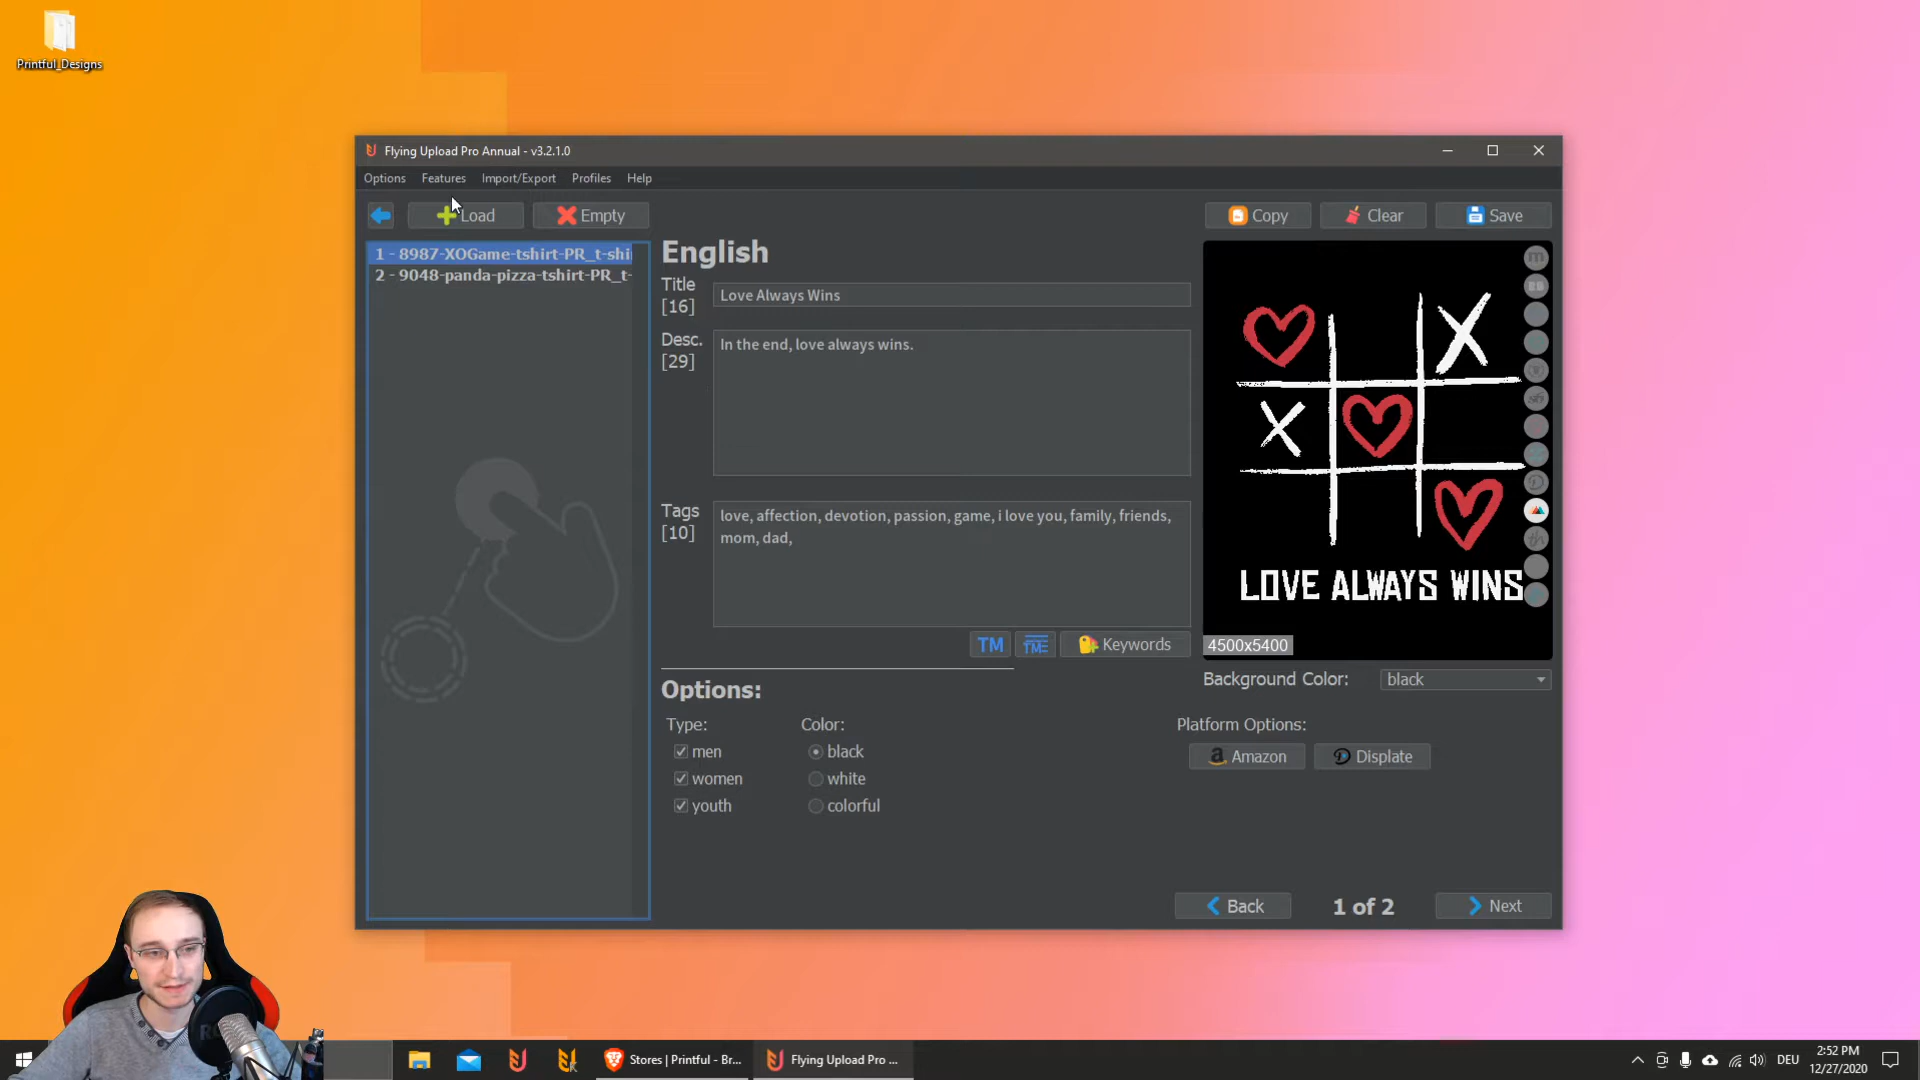 Printful_Designs
Flying Upload Pro Annual - v3.2.1.0
Options Features Import/Export Profiles Help
Load
Empty
Copy
Clear
Save
1 - 8987-XOGame-tshirt-PR_t-shi
2 - 9048-panda-pizza-tshirt-PR_t-
English
Title
[16]
Love Always Wins
Desc.
[29]
In the end, love always wins.
Tags
[10]
love, affection, devotion, passion, game, i love you, family, friends,
mom, dad,
TM
TM
Keywords
LOVE ALWAYS WINS
4500x5400
Background Color:
black
Options:
Type:
men
women
youth
Color:
black
white
colorful
Platform Options:
Amazon
Displate
Back
1 of 2
Next
Stores | Printful - Br...
Flying Upload Pro ...
DEU
2:52 PM
12/27/2020